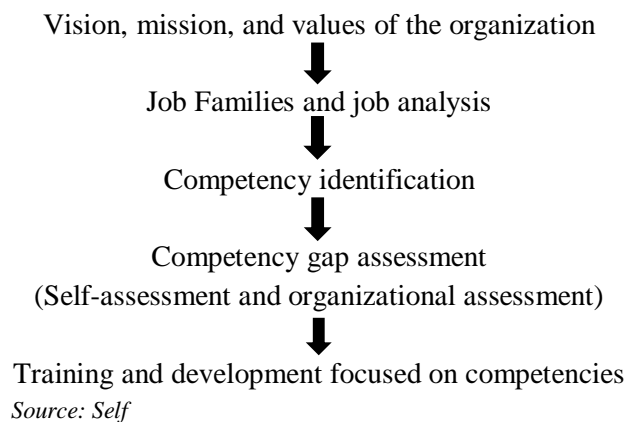 Vision, mission, and values of the organization
Job Families and job analysis
Competency identification
Competency gap assessment
(Self-assessment and organizational assessment)
Training and development focused on competencies
Source: Self